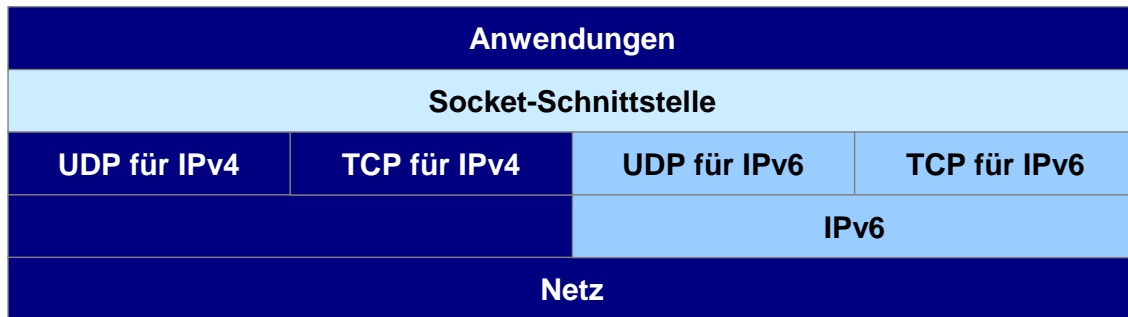 Anwendungen
Socket-Schnittstelle
UDP für IPv4 TCP für IPv4 UDP für IPv6 TCP für IPv6
IPv6
Netz